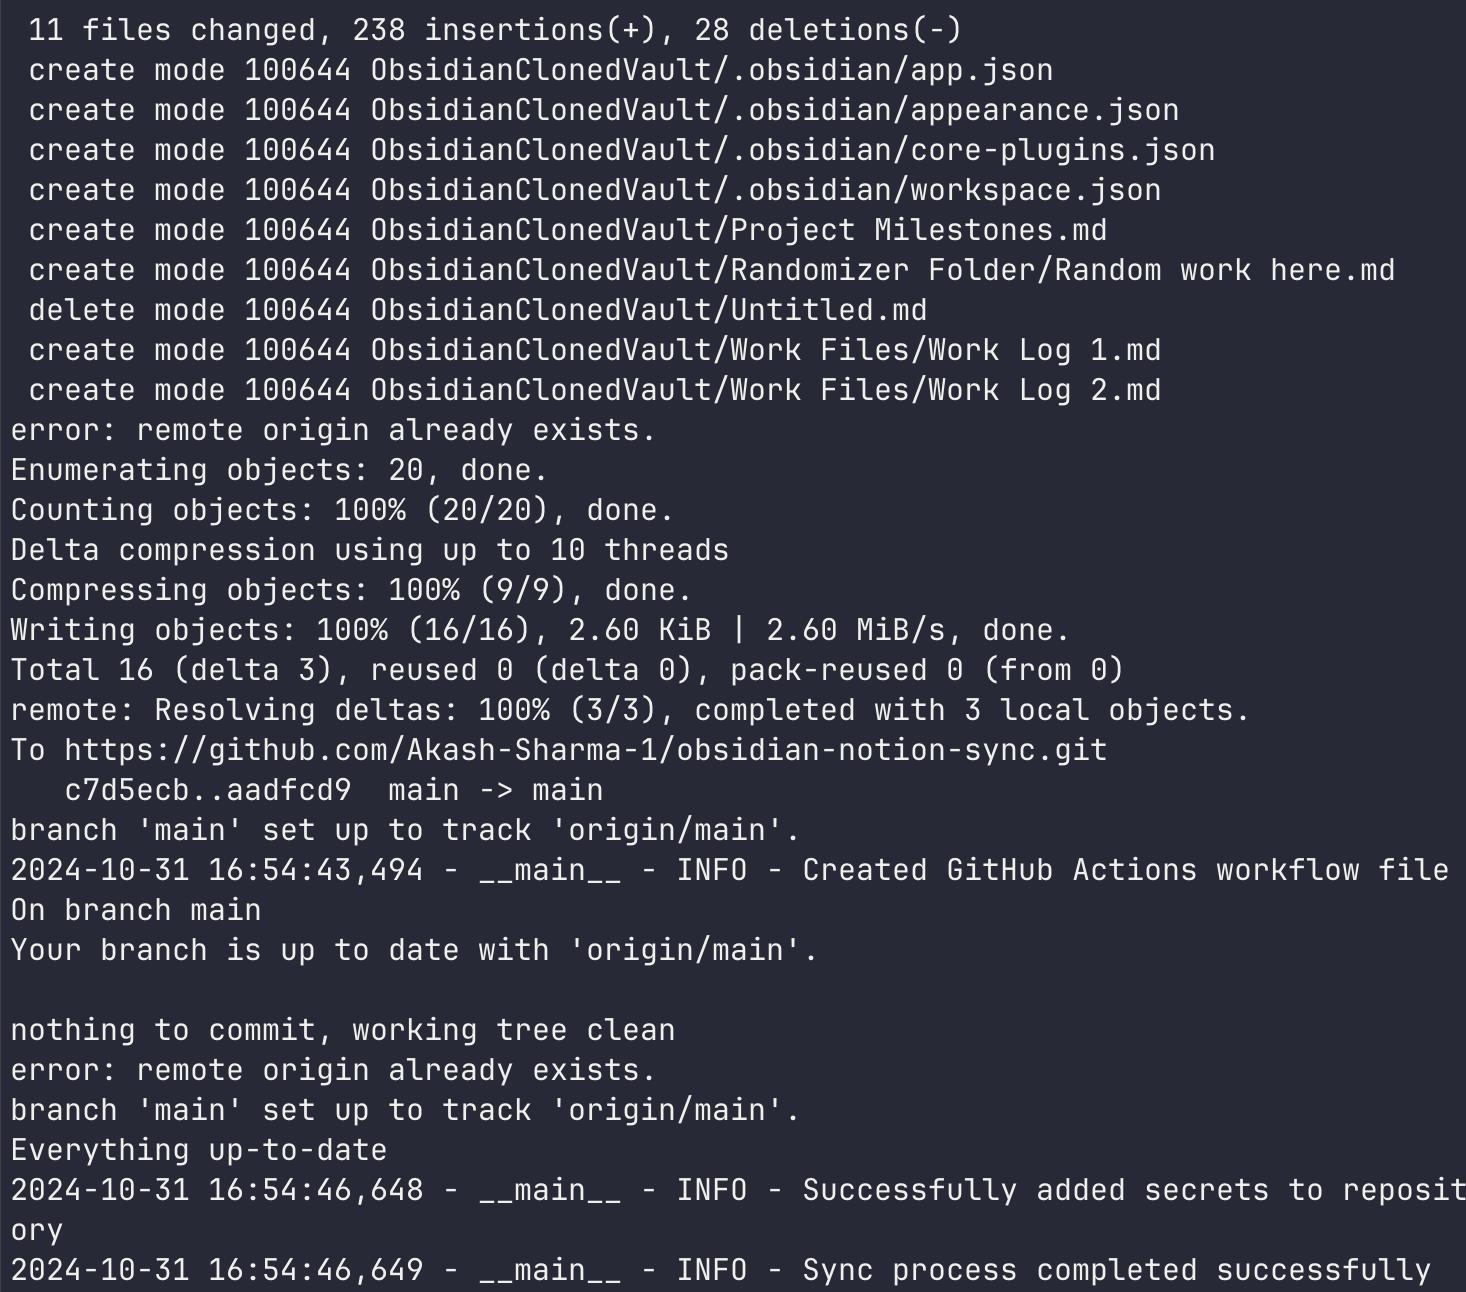 11 files changed, 238 insertions(+), 28 deletions(-)
create mode 100644 ObsidianClonedVault/.obsidian/app.json
create mode 100644 ObsidianClonedVault/.obsidian/appearance.json
create mode 100644 ObsidianClonedVault/.obsidian/core-plugins.json
create mode 100644 ObsidianClonedVault/.obsidian/workspace.json
create mode 100644 ObsidianClonedVault/Project Milestones.md
create mode 100644 ObsidianClonedVault/Randomizer Folder/Random work here.md
delete mode 100644 ObsidianClonedVault/Untitled.md
create mode 100644 ObsidianClonedVault/Work Files/Work Log 1.md
create mode 100644 ObsidianClonedVault/Work Files/Work Log 2.md
error: remote origin already exists.
Enumerating objects: 20, done.
Counting objects: 100% (20/20), done.
Delta compression using up to 10 threads
Compressing objects: 100% (9/9), done.
Writing objects: 100% (16/16), 2.60 KiB | 2.60 MiB/s, done.
Total 16 (delta 3), reused 0 (delta 0), pack-reused 0 (from 0)
remote: Resolving deltas: 100% (3/3), completed with 3 local objects.
To https://github.com/Akash-Sharma-1/obsidian-notion-sync.git
c7d5ecb..aadfcd9  main -> main
branch 'main' set up to track 'origin/main'.
2024-10-31 16:54:43,494 - __main__ - INFO - Created GitHub Actions workflow file
On branch main
Your branch is up to date with 'origin/main'.
nothing to commit, working tree clean
error: remote origin already exists.
branch 'main' set up to track 'origin/main'.
Everything up-to-date
2024-10-31 16:54:46,648 - __main__ - INFO - Successfully added secrets to reposit
ory
2024-10-31 16:54:46,649 - __main__ - INFO - Sync process completed successfully